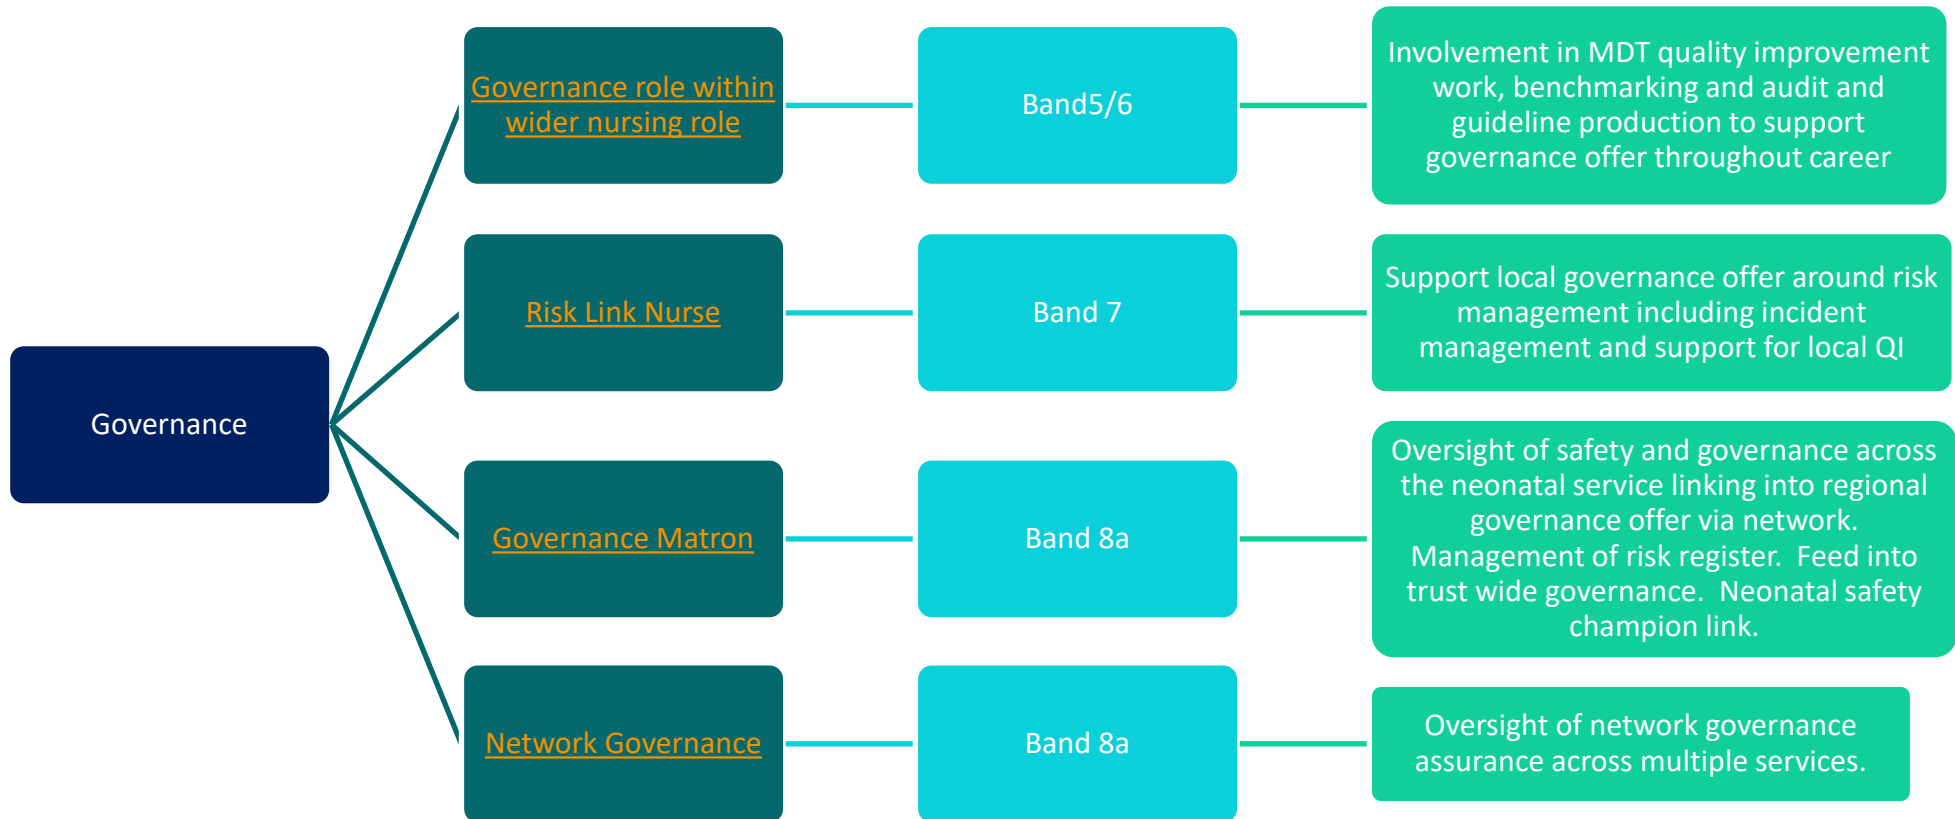 Governance
Governance role within
wider nursing role
Band5/6
Involvement in MDT quality improvement
work, benchmarking and audit and
guideline production to support
governance offer throughout career
Risk Link Nurse
Band 7
Support local governance offer around risk
management including incident
management and support for local QI
Governance Matron
Band 8a
Oversight of safety and governance across
the neonatal service linking into regional
governance offer via network.
Management of risk register.  Feed into
trust wide governance.  Neonatal safety
champion link.
Network Governance
Band 8a
Oversight of network governance
assurance across multiple services.